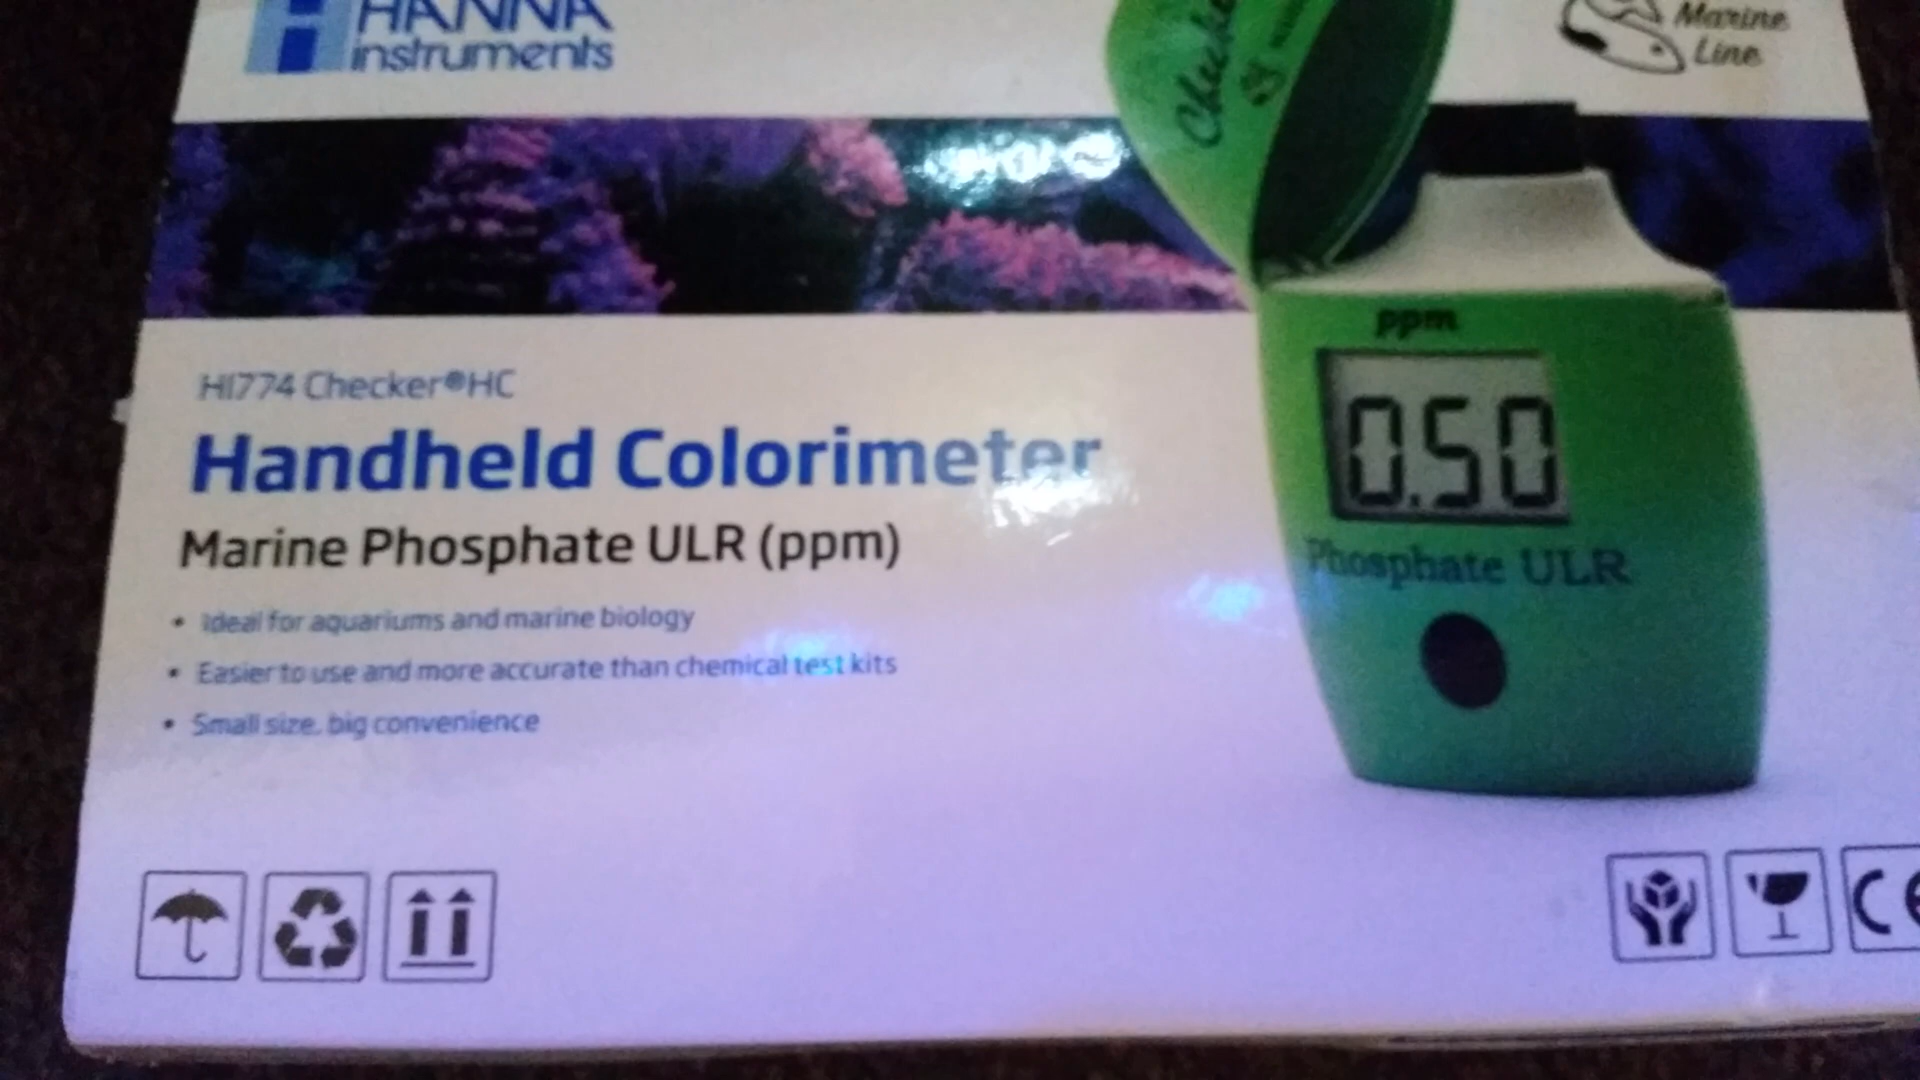 HANNA
instruments
Marine
Line
HI774 Checker®HC
Handheld Colorimeter
Marine Phosphate ULR (ppm)
• Ideal for aquariums and marine biology
• Easier to use and more accurate than chemical test kits
• Small size, big convenience
ppm
0.50
Phosphate ULR
CE